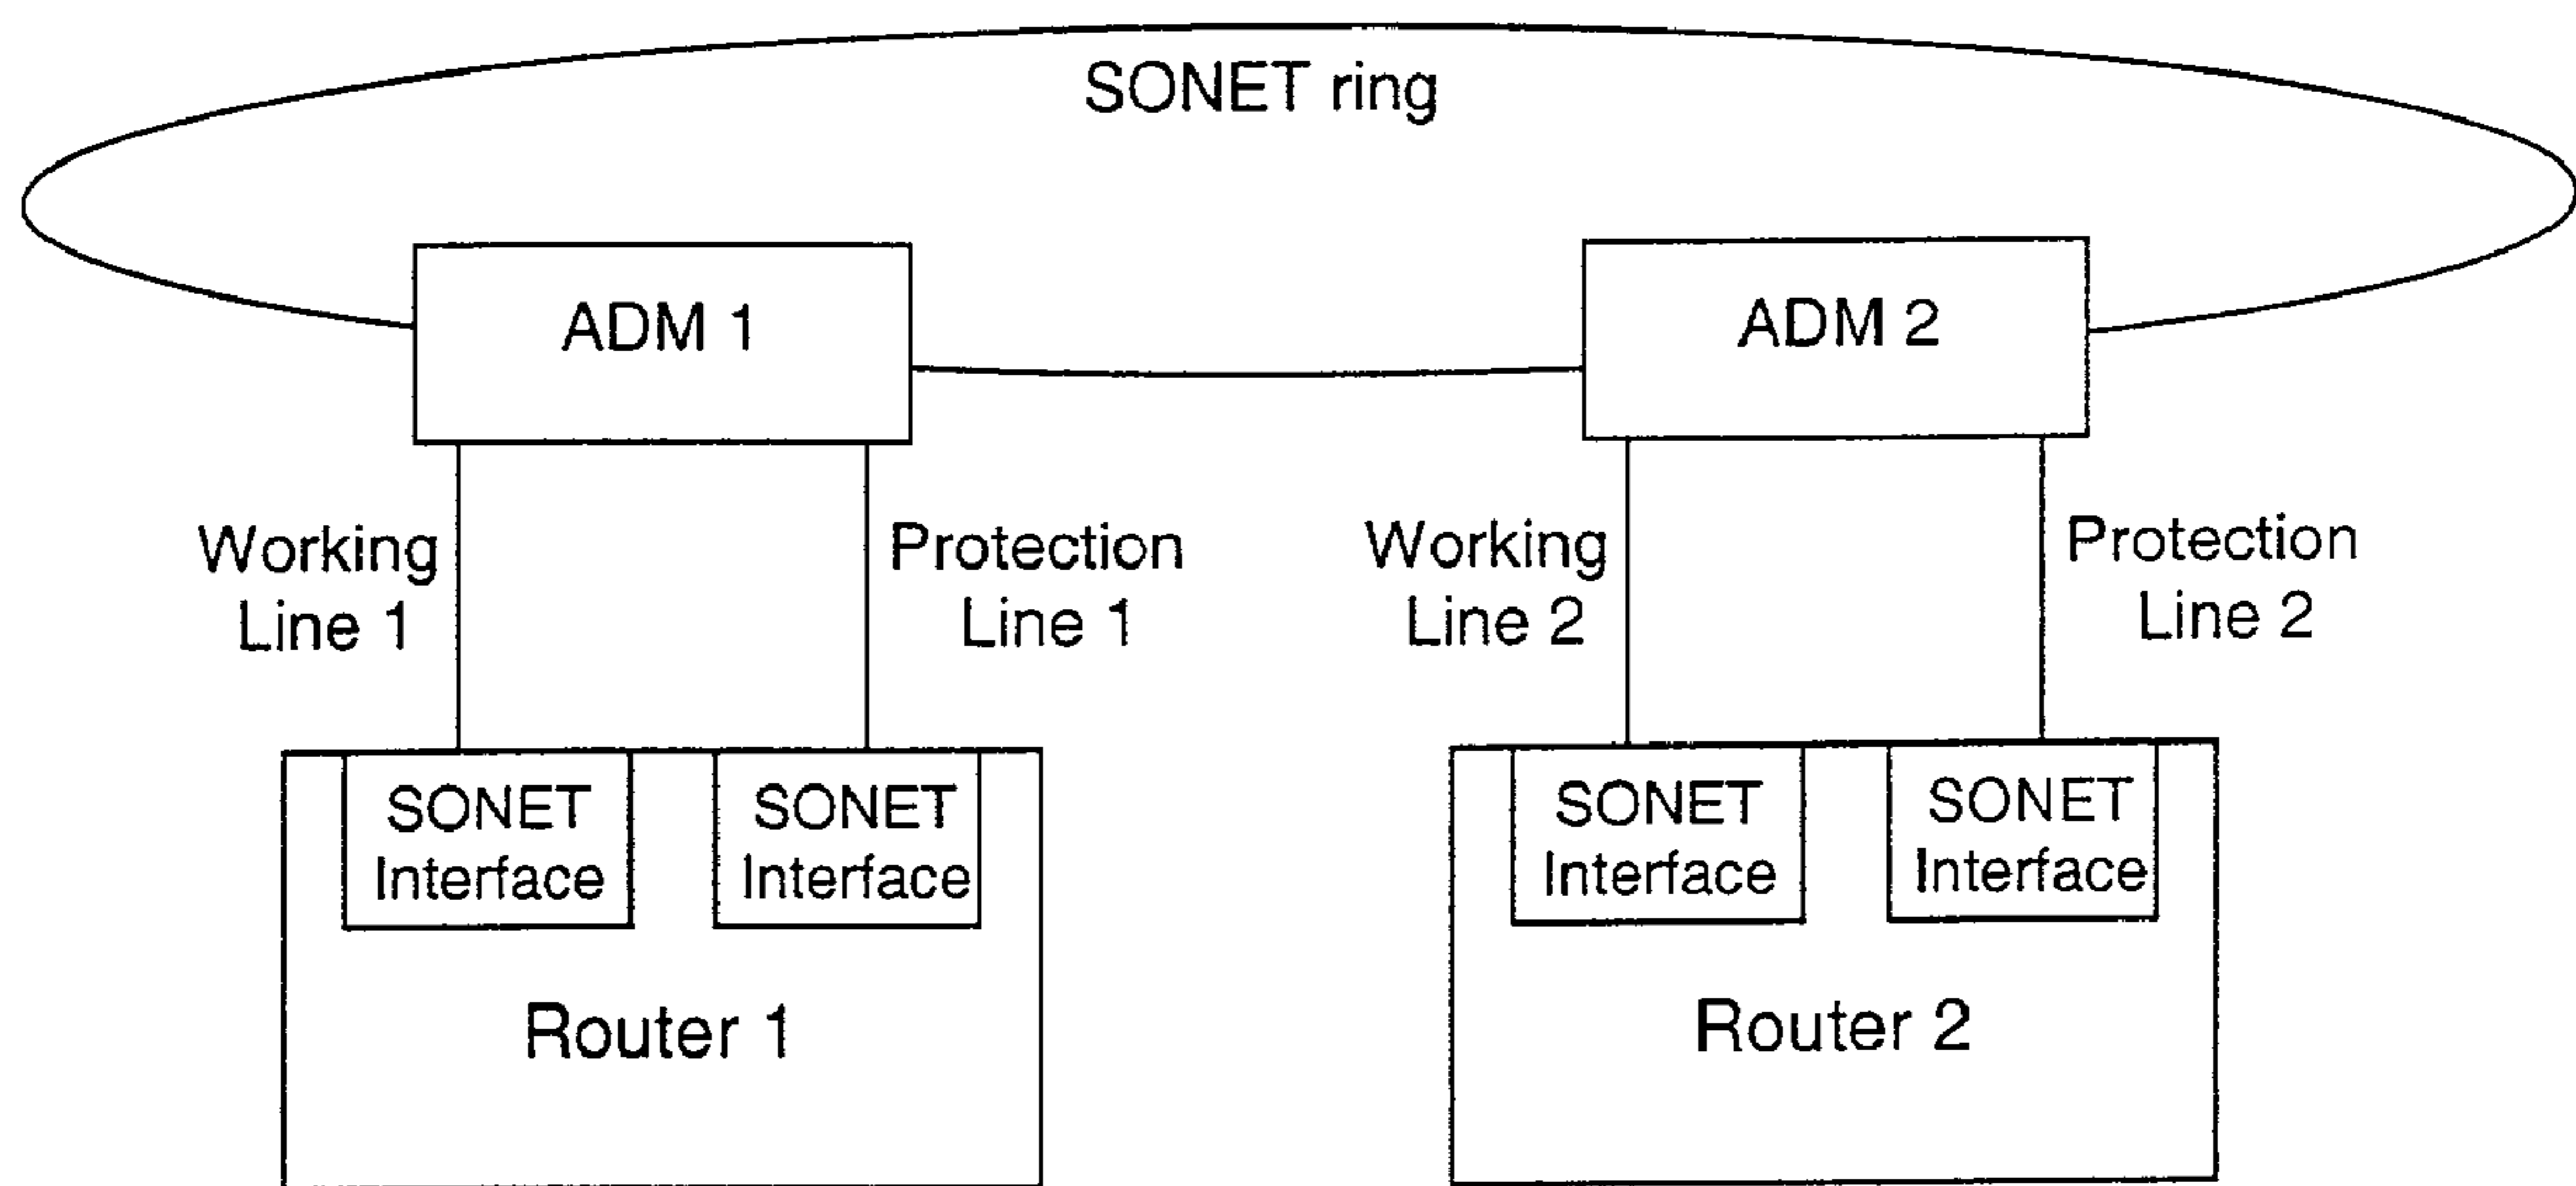 SONET ring
ADM 1
ADM 2
Working
Line 1
Protection
Line 1
Working
Line 2
Protection
Line 2
SONET
Interface
SONET
Interface
SONET
Interface
SONET
Interface
Router 1
Router 2